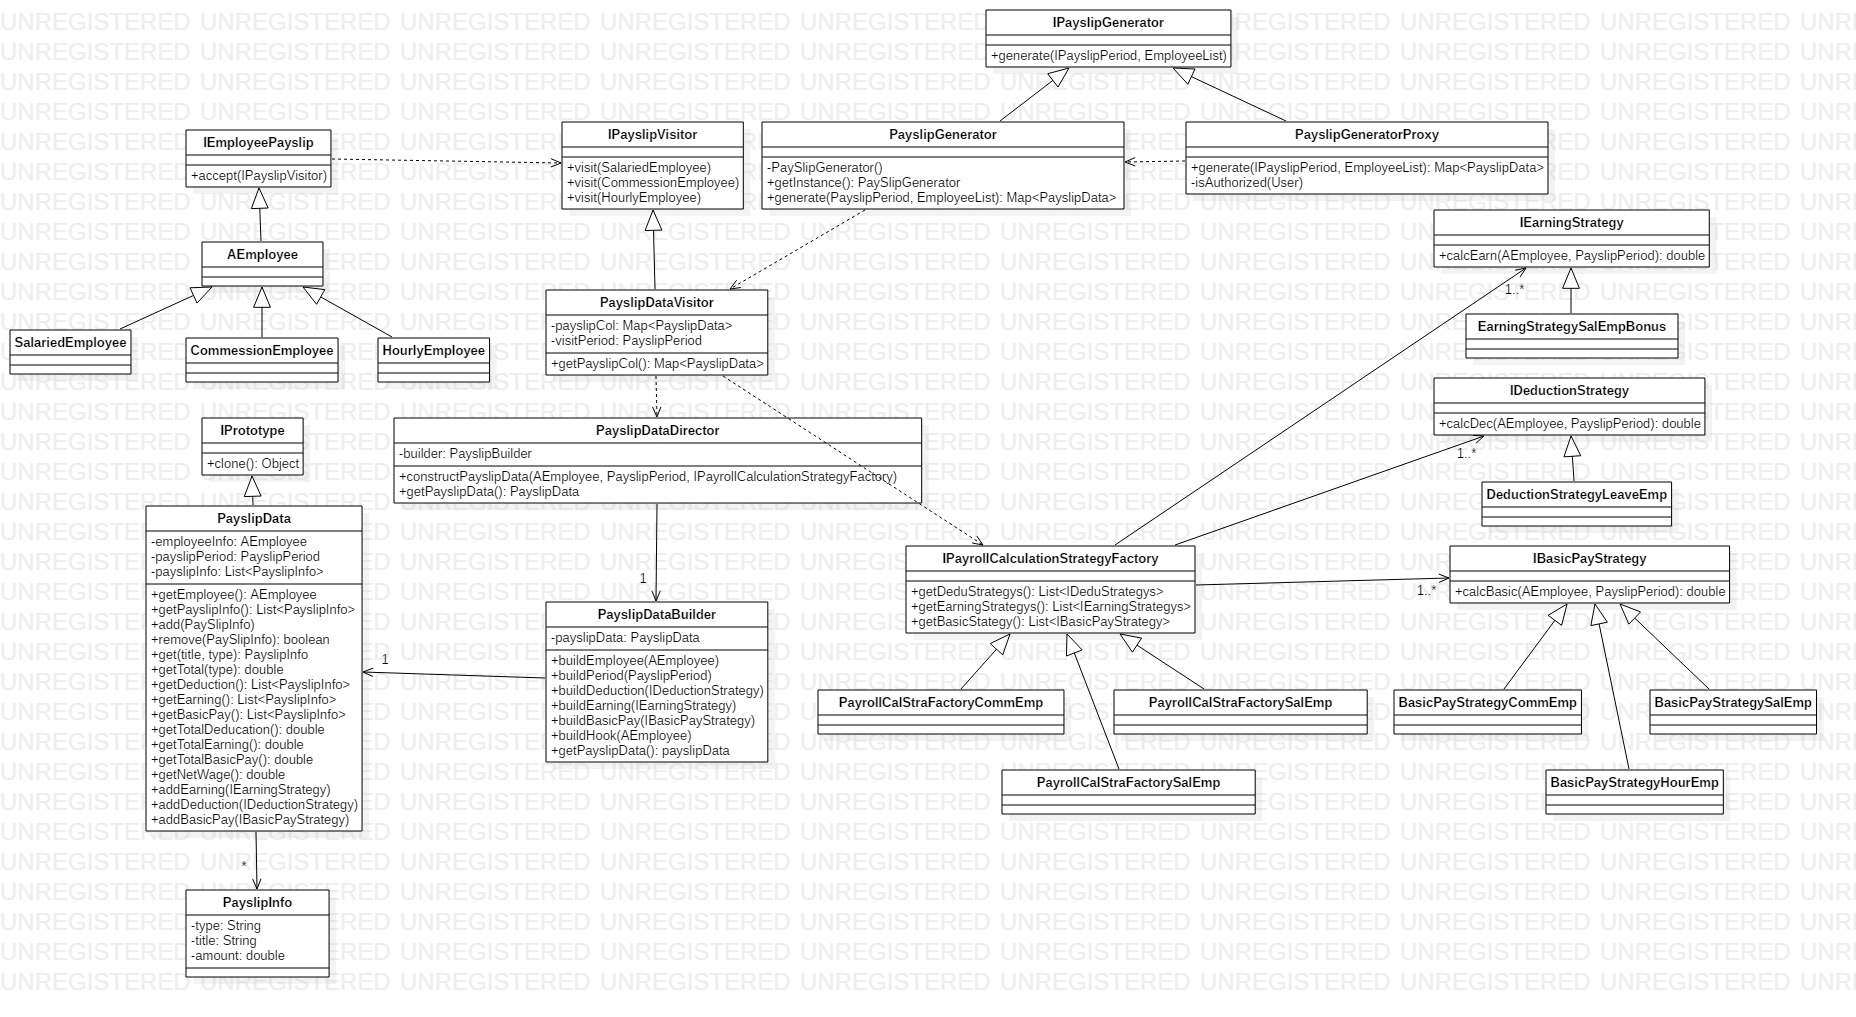 IPayslipGenerator
+generate(IPayslipPeriod, EmployeeList)
IEmployeePayslip
+accept(IPayslipVisitor)
IPayslipVisitor
+visit(SalariedEmployee)
+visit(CommessionEmployee)
+visit(HourlyEmployee)
PayslipGenerator
-PaySlipGenerator()
+getInstance(): PaySlipGenerator
+generate(PayslipPeriod, EmployeeList): Map<PayslipData>
PayslipGeneratorProxy
+generate(IPayslipPeriod, EmployeeList): Map<PayslipData>
-isAuthorized(User)
IEarningStrategy
+calcEarn(AEmployee, PayslipPeriod): double
1..*
EarningStrategySalEmpBonus
AEmployee
SalariedEmployee
CommessionEmployee
HourlyEmployee
PayslipDataVisitor
-payslipCol: Map<PayslipData>
-visitPeriod: PayslipPeriod
+getPayslipCol(): Map<PayslipData>
IDeductionStrategy
+calcDec(AEmployee, PayslipPeriod): double
1..*
DeductionStrategyLeaveEmp
IPrototype
+clone(): Object
PayslipDataDirector
-builder: PayslipBuilder
+constructPayslipData(AEmployee, PayslipPeriod, IPayrollCalculationStrategyFactory)
+getPayslipData(): PayslipData
PayslipData
-employeeInfo: AEmployee
-payslipPeriod: PayslipPeriod
-payslipInfo: List<PayslipInfo>
+getEmployee(): AEmployee
+getPayslipInfo(): List<PayslipInfo>
+add(PaySlipInfo)
+remove(PaySlipInfo): boolean
+get(title, type): PayslipInfo
+getTotal(type): double
+getDeduction(): List<PayslipInfo>
+getEarning(): List<PayslipInfo>
+getBasicPay(): List<PayslipInfo>
+getTotalDeducation(): double
+getTotalEarning(): double
+getTotalBasicPay(): double
+getNetWage(): double
+addEarning(IEarningStrategy)
+addDeduction(IDeductionStrategy)
+addBasicPay(IBasicPayStrategy)
1
1
PayslipDataBuilder
-payslipData: PayslipData
+buildEmployee(AEmployee)
+buildPeriod(PayslipPeriod)
+buildDeduction(IDeductionStrategy)
+buildEarning(IEarningStrategy)
+buildBasicPay(IBasicPayStrategy)
+buildHook(AEmployee)
+getPayslipData(): payslipData
IPayrollCalculationStrategyFactory
+getDeduStrategys(): List<IDeduStrategys>
+getEarningStrategys(): List<IEarningStrategys>
+getBasicStategy(): List<IBasicPayStrategy>
1..*
IBasicPayStrategy
+calcBasic(AEmployee, PayslipPeriod): double
PayrollCalStraFactoryCommEmp
PayrollCalStraFactorySalEmp
PayrollCalStraFactorySalEmp
BasicPayStrategyCommEmp
BasicPayStrategySalEmp
BasicPayStrategyHourEmp
*
PayslipInfo
-type: String
-title: String
-amount: double
UNREGISTERED